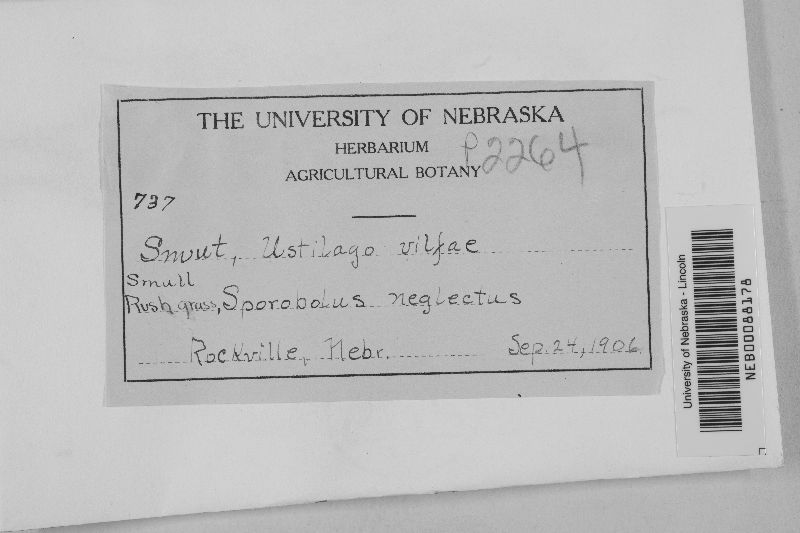 THE UNIVERSITY OF NEBRASKA
HERBARIUM
P2264
AGRICULTURAL BOTANY
737
Smut, Ustilago vilfae
Small
Rush grass, Sporobolus neglectus
Rockville, Nebr. Sep. 24, 1906
University of Nebraska - Lincoln
NEB00088178